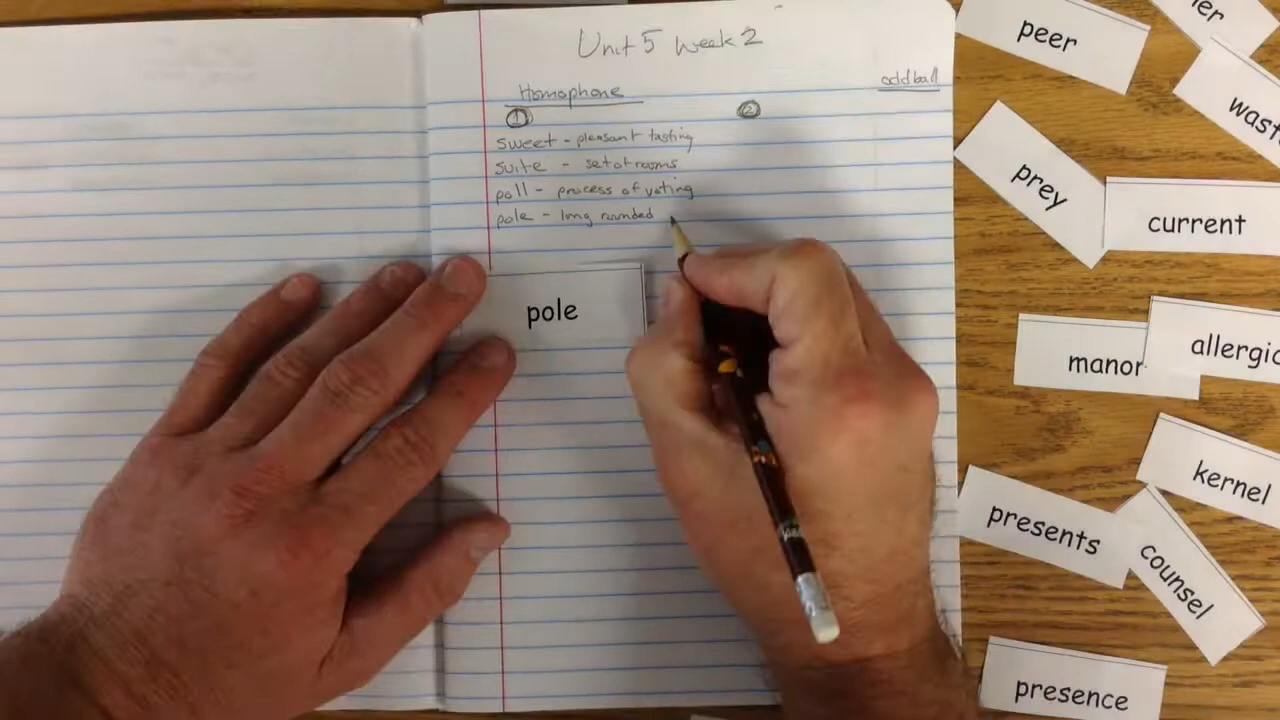 Unit 5 Week 2
oddball
Homophone
1
2
sweet - pleasant tasting
suite - set of rooms
poll - process of voting
pole - long rounded
pole
peer
prey
current
manor
kernel
presents
counsel
presence